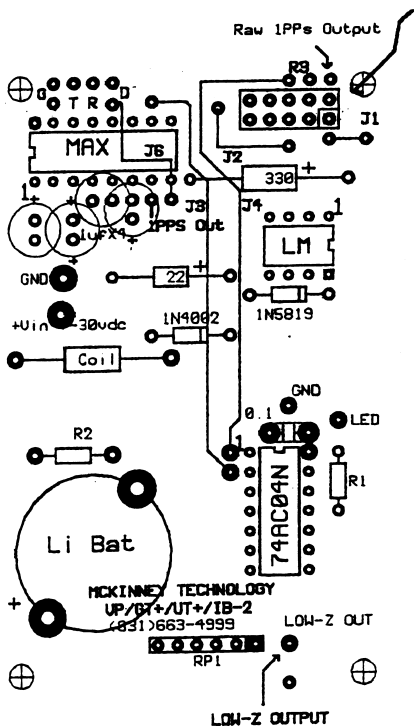 Raw 1PPs Output
R9
G D
T R
MAX
J6
J2
J1
330 +
1
J3
J4
1
1PPS Out
1uFX4
LM
GND
22 +
1N5819
+Vin -30vdc
1N4002
Coil
GND
0.1
LED
R2
1
R1
74AC04N
Li Bat
+
MCKINNEY TECHNOLOGY
VP/GT+/UT+/IB-2
(831)663-4999
LOW-Z OUT
RP1
LOW-Z OUTPUT